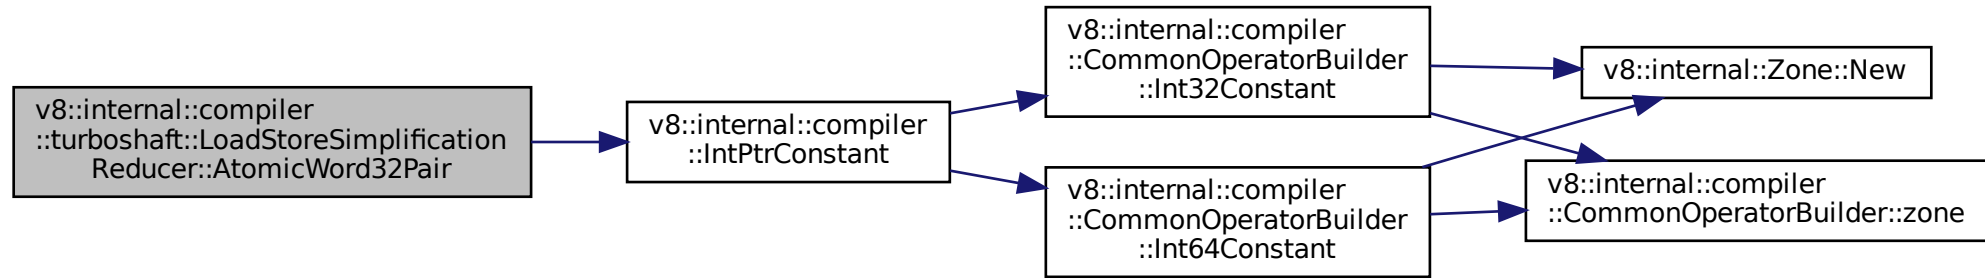 v8::internal::compiler
::turboshaft::LoadStoreSimplification
Reducer::AtomicWord32Pair
v8::internal::compiler
::IntPtrConstant
v8::internal::compiler
::CommonOperatorBuilder
::Int32Constant
v8::internal::compiler
::CommonOperatorBuilder
::Int64Constant
v8::internal::Zone::New
v8::internal::compiler
::CommonOperatorBuilder::zone